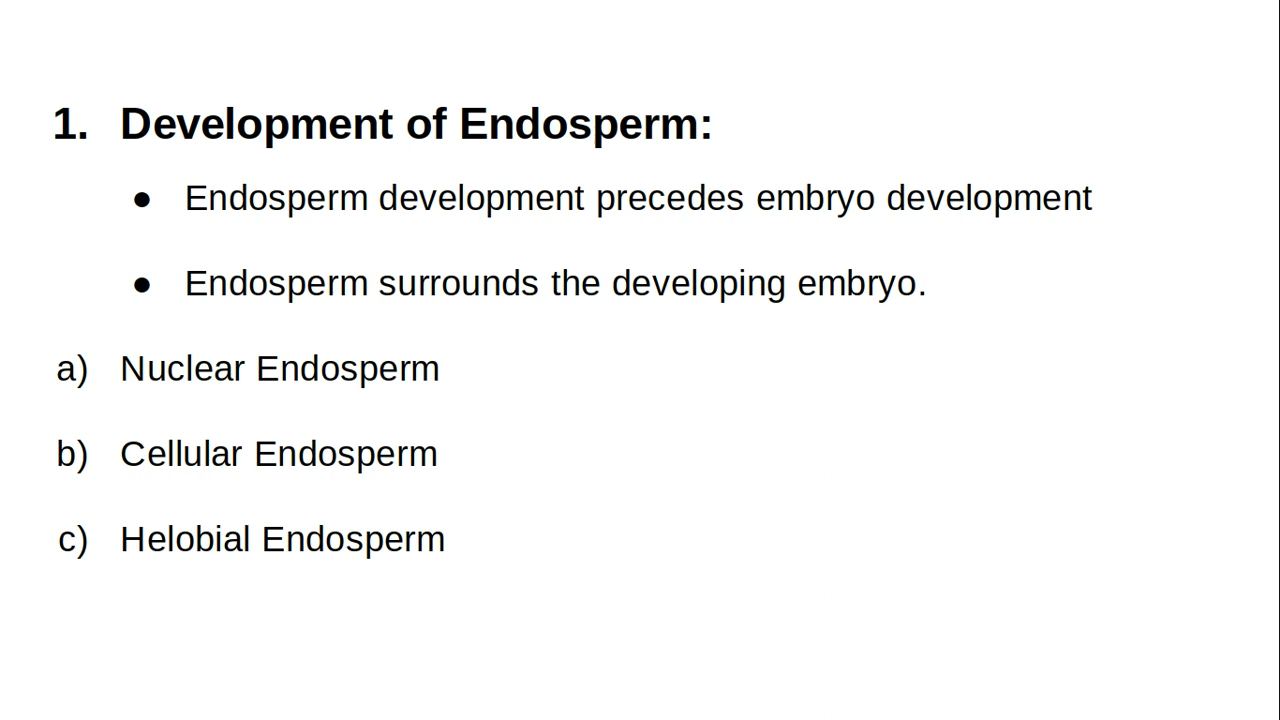 1. Development of Endosperm:
● Endosperm development precedes embryo development
● Endosperm surrounds the developing embryo.
a) Nuclear Endosperm
b) Cellular Endosperm
c) Helobial Endosperm